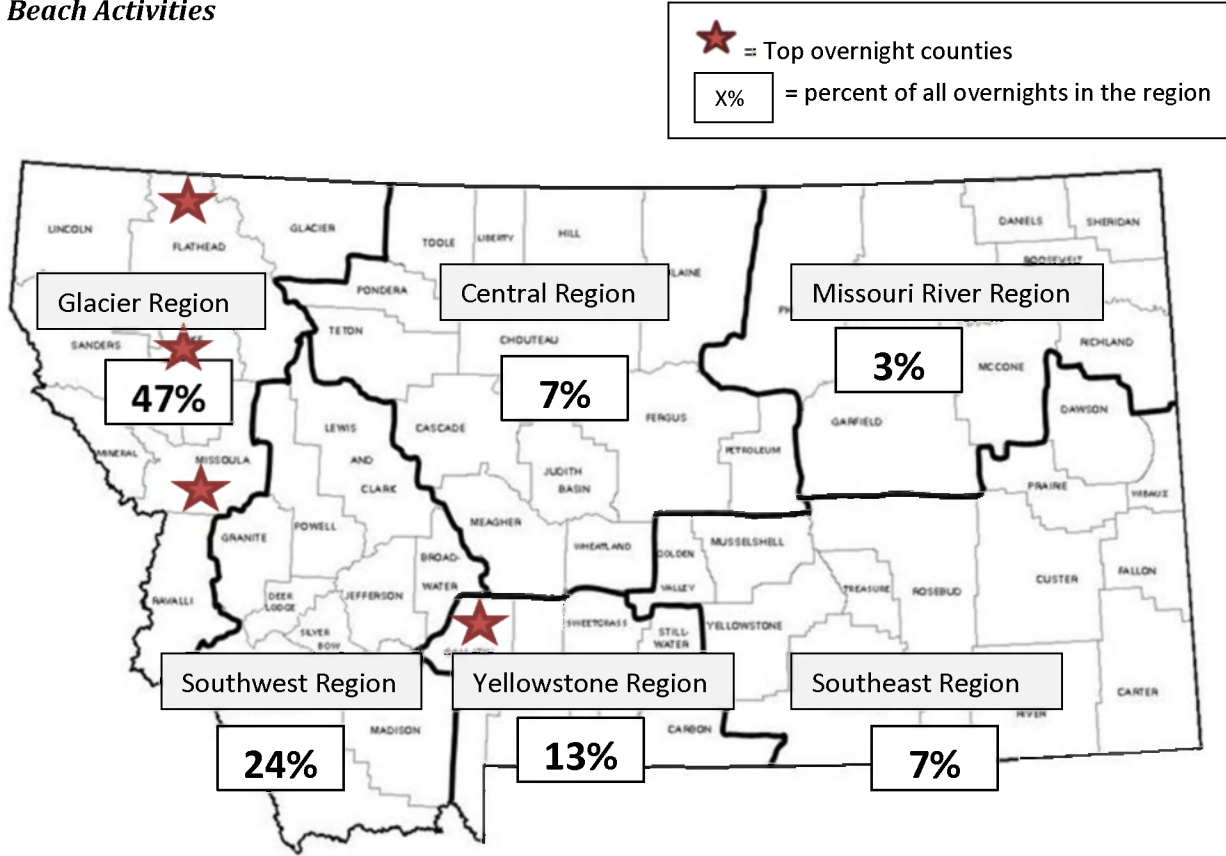 Beach Activities
= Top overnight counties
X%
= percent of all overnights in the region
LINCOLN
FLATHEAD
GLACIER
TOOLE
LIBERTY
HILL
LAINE
DANIELS
SHERIDAN
ROOSEVELT
Glacier Region
PONDERA
Central Region
Missouri River Region
SANDERS
TETON
CHOUTEAU
RICHLAND
47%
7%
3%
MCCONE
MINERAL
MISSOULA
LEWIS
AND
CLARK
CASCADE
JUDITH
BASIN
FERGUS
PETROLEUM
GARFIELD
DAWSON
PRAIRIE
WIBAUX
GRANITE
POWELL
MEAGHER
BROAD-
WATER
WHEATLAND
GOLDEN
VALLEY
MUSSELSHELL
RAVALLI
DEER
LODGE
JEFFERSON
SILVER
BOW
SWEETGRASS
STILL-
WATER
YELLOWSTONE
TREASURE
ROSEBUD
CUSTER
FALLON
Southwest Region
Yellowstone Region
Southeast Region
CARTER
RIVER
MADISON
CARBON
24%
13%
7%